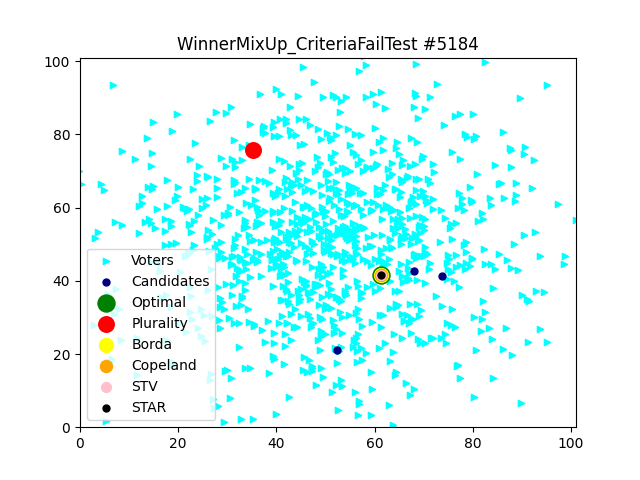 WinnerMixUp_CriteriaFailTest #5184
100
80
60
40
20
0
0 20 40 60 80 100
Voters
Candidates
Optimal
Plurality
Borda
Copeland
STV
STAR